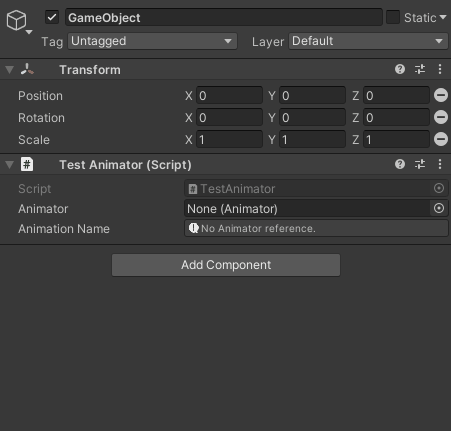 GameObject Static
Tag Untagged Layer Default
Transform
Position X 0 Y 0 Z 0
Rotation X 0 Y 0 Z 0
Scale X 1 Y 1 Z 1
# Test Animator (Script)
Script # TestAnimator
Animator None (Animator)
Animation Name No Animator reference.
Add Component